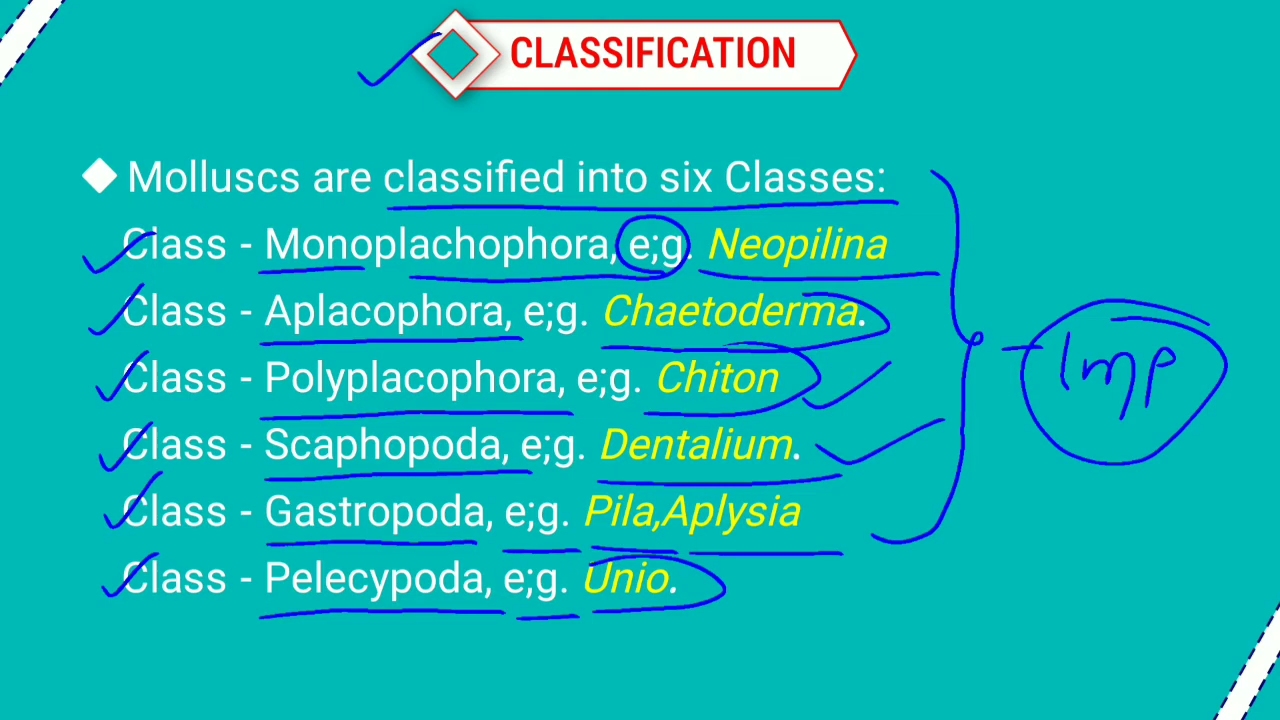 CLASSIFICATION
Molluscs are classified into six Classes:
Class - Monoplachophora, e;g. Neopilina
Class - Aplacophora, e;g. Chaetoderma.
Class - Polyplacophora, e;g. Chiton
Class - Scaphopoda, e;g. Dentalium.
Class - Gastropoda, e;g. Pila,Aplysia
Class - Pelecypoda, e;g. Unio.
Imp